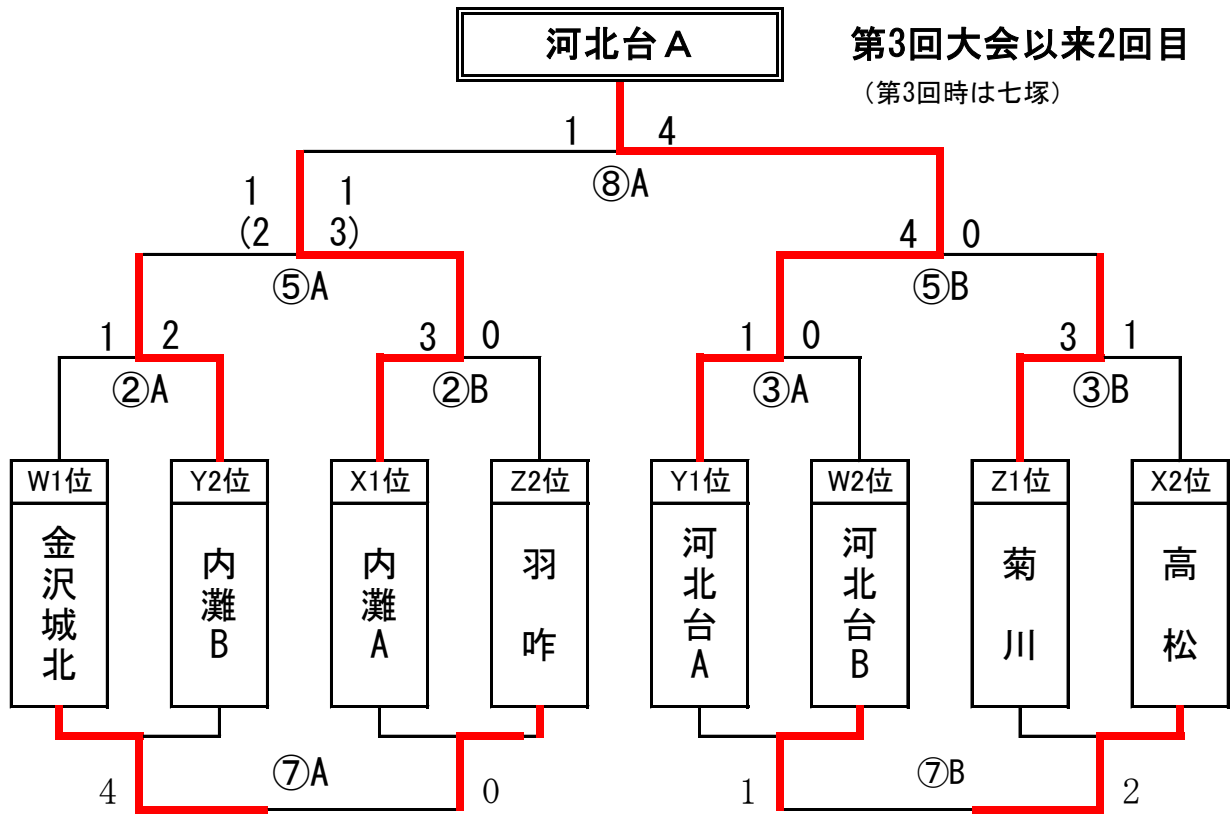 河北台A
第3回大会以来2回目
(第3回時は七塚)
1 4
⑧A
1 1
(2 3)
4 0
⑤A
⑤B
1 2
3 0
1 0
3 1
②A
②B
③A
③B
W1位
Y2位
X1位
Z2位
Y1位
W2位
Z1位
X2位
金沢城北
内灘B
内灘A
羽咋
河北台A
河北台B
菊川
高松
⑦A
⑦B
4 0
1 2